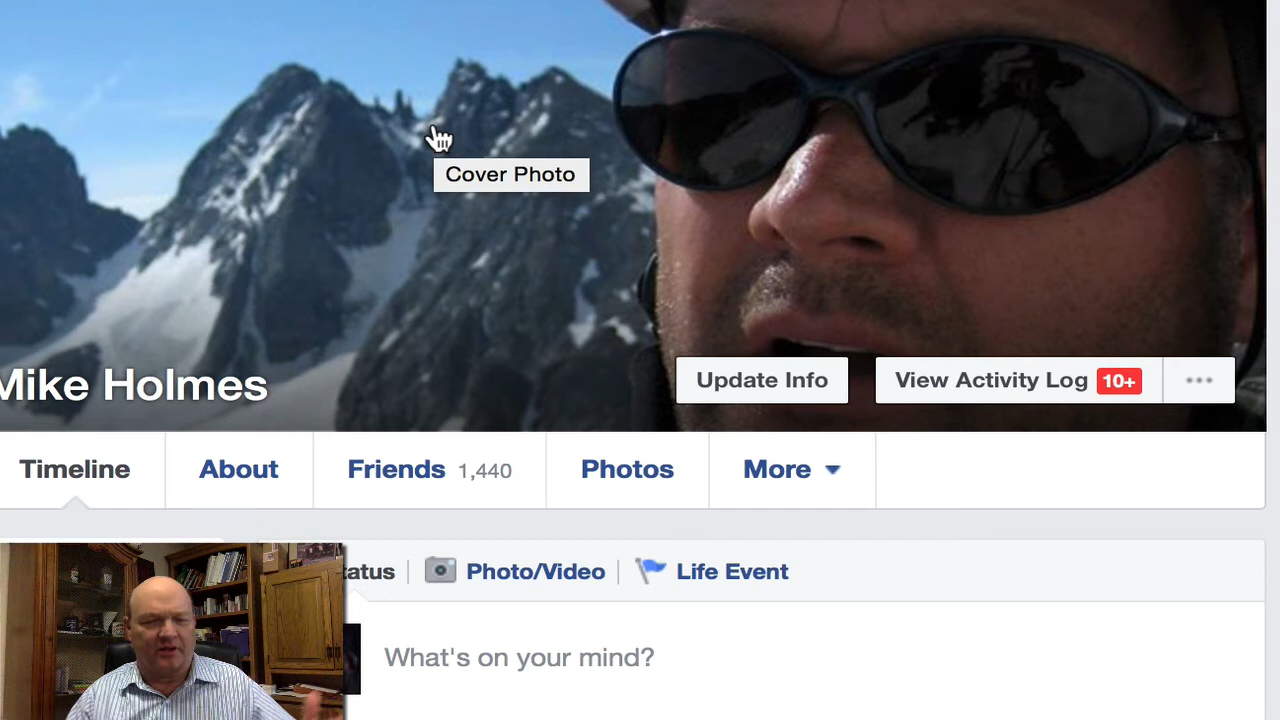 Cover Photo
Mike Holmes
Update Info
View Activity Log 10+
Timeline
About
Friends 1,440
Photos
More
atus
Photo/Video
Life Event
What's on your mind?